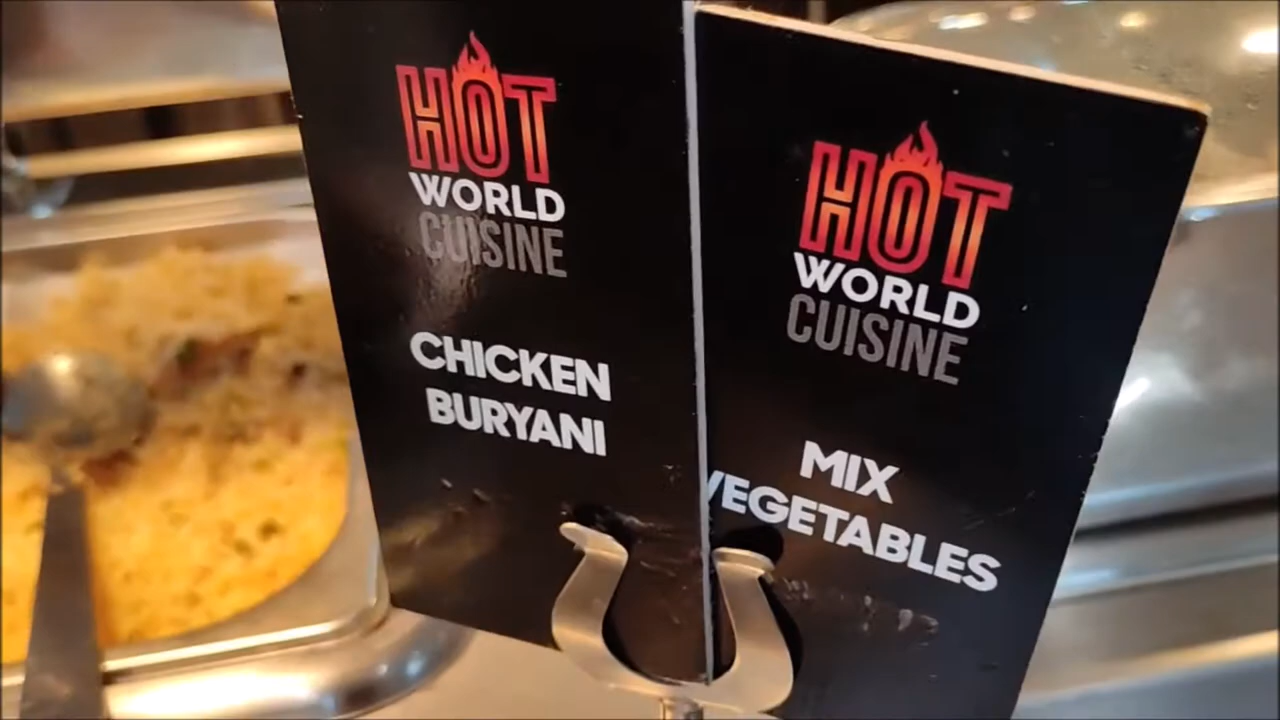 HOT
WORLD
CUISINE
CHICKEN
BURYANI
HOT
WORLD
CUISINE
MIX
VEGETABLES